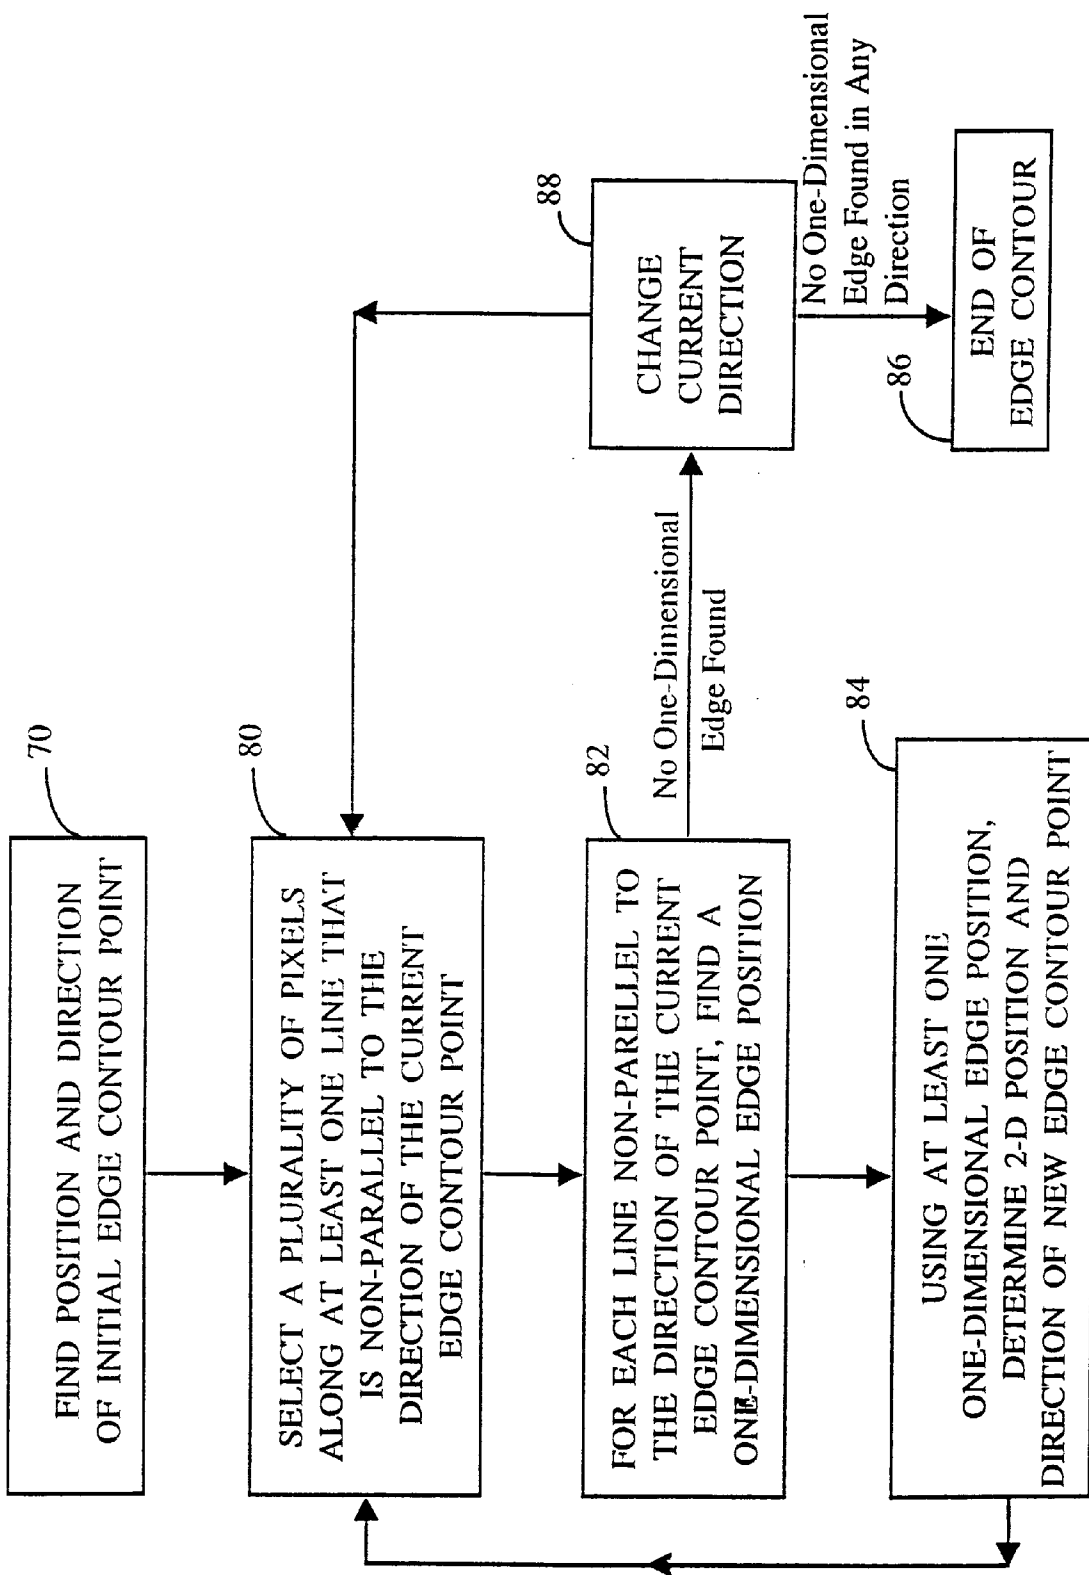 70
FIND POSITION AND DIRECTION
OF INITIAL EDGE CONTOUR POINT
80
SELECT A PLURALITY OF PIXELS
ALONG AT LEAST ONE LINE THAT
IS NON-PARALLEL TO THE
DIRECTION OF THE CURRENT
EDGE CONTOUR POINT
82
FOR EACH LINE NON-PARELLEL TO
THE DIRECTION OF THE CURRENT
EDGE CONTOUR POINT, FIND A
ONE-DIMENSIONAL EDGE POSITION
No One-Dimensional
Edge Found
84
USING AT LEAST ONE
ONE-DIMENSIONAL EDGE POSITION,
DETERMINE 2-D POSITION AND
DIRECTION OF NEW EDGE CONTOUR POINT
88
CHANGE
CURRENT
DIRECTION
No One-Dimensional
Edge Found in Any
Direction
86
END OF
EDGE CONTOUR